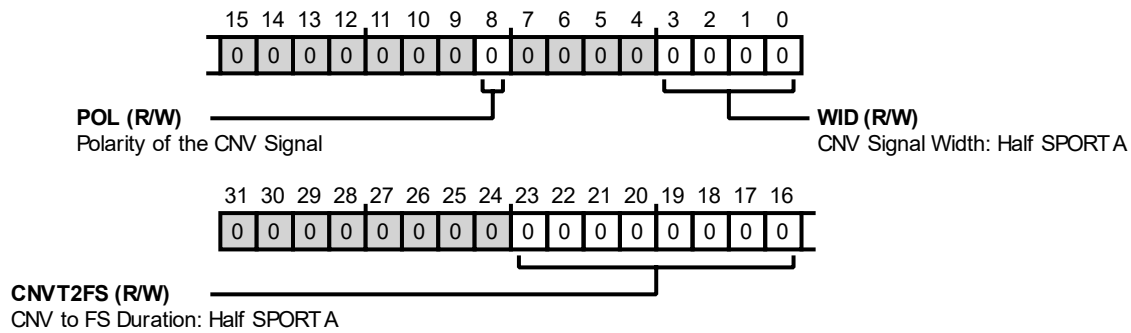 15 14 13 12 11 10 9 8 7 6 5 4 3 2 1 0
0 0 0 0 0 0 0 0 0 0 0 0 0 0 0 0
POL (R/W)
Polarity of the CNV Signal
WID (R/W)
CNV Signal Width: Half SPORT A
31 30 29 28 27 26 25 24 23 22 21 20 19 18 17 16
0 0 0 0 0 0 0 0 0 0 0 0 0 0 0 0
CNVT2FS (R/W)
CNV to FS Duration: Half SPORT A